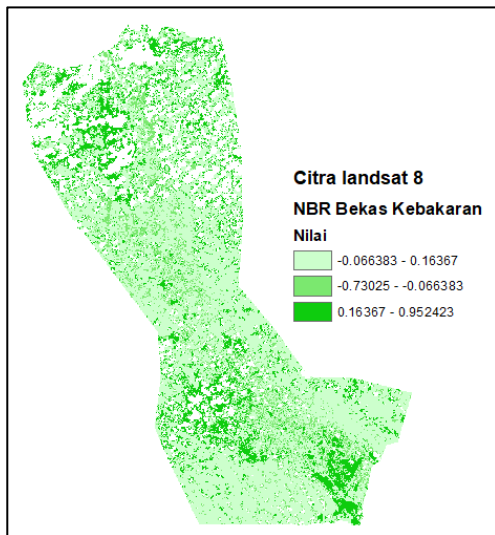 Citra landsat 8
NBR Bekas Kebakaran
Nilai
-0.066383 - 0.16367
-0.73025 - -0.066383
0.16367 - 0.952423